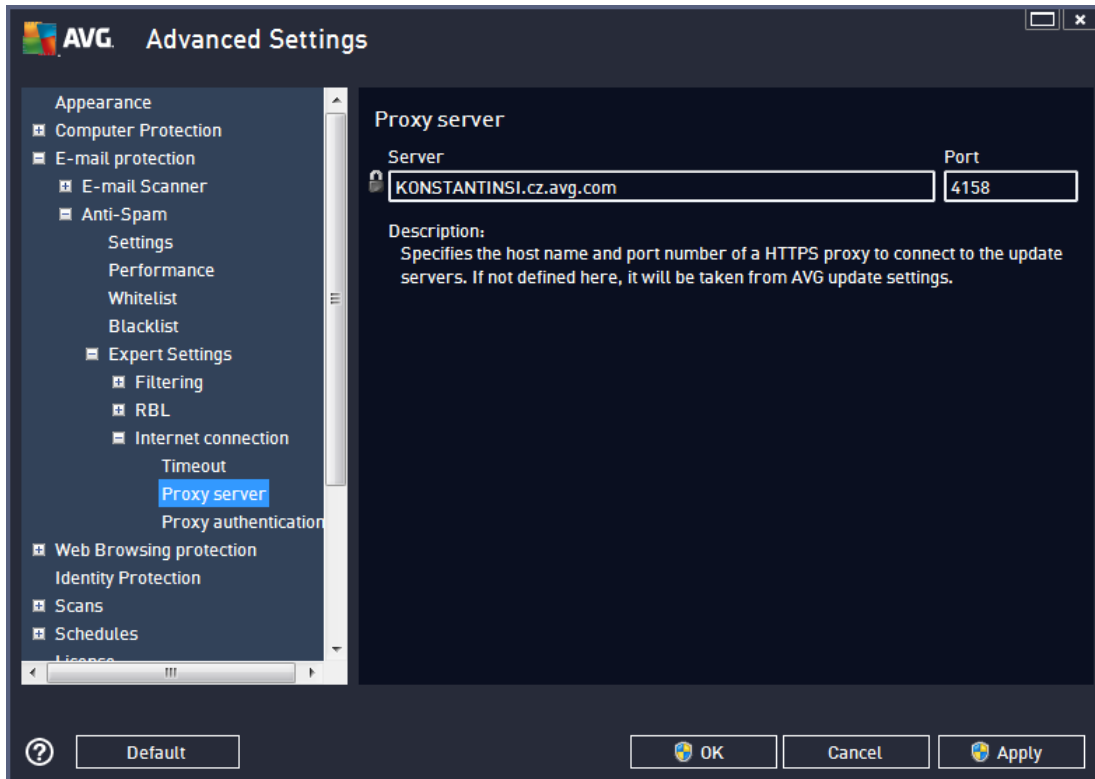 AVG. Advanced Settings
Appearance
Computer Protection
E-mail protection
E-mail Scanner
Anti-Spam
Settings
Performance
Whitelist
Blacklist
Expert Settings
Filtering
RBL
Internet connection
Timeout
Proxy server
Proxy authentication
Web Browsing protection
Identity Protection
Scans
Schedules
License
Proxy server
Server Port
KONSTANTINSI.cz.avg.com 4158
Description:
Specifies the host name and port number of a HTTPS proxy to connect to the update
servers. If not defined here, it will be taken from AVG update settings.
Default OK Cancel Apply